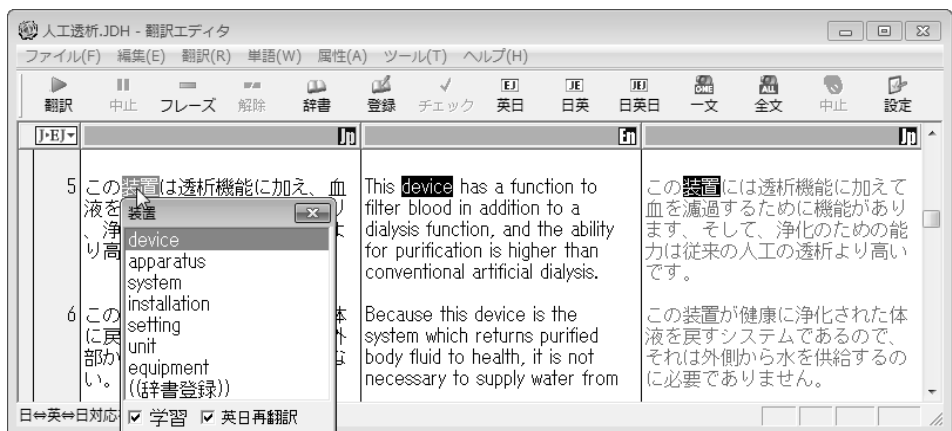 人工透析.JDH - 翻訳エディタ
ファイル(F) 編集(E) 翻訳(R) 単語(W) 属性(A) ツール(T) ヘルプ(H)
EJ JE JEJ ONE ALL
翻訳 中止 フレーズ 解除 辞書 登録 チェック 英日 日英 日英日 一文 全文 中止 設定
J▸EJ▾ Jn En Jn
5
この装置は透析機能に加え、血
液を
、浄
り高
装置
device
apparatus
system
installation
setting
unit
equipment
((辞書登録))
学習 英日再翻訳
This device has a function to
filter blood in addition to a
dialysis function, and the ability
for purification is higher than
conventional artificial dialysis.
この装置には透析機能に加えて
血を濾過するために機能があり
ます、そして、浄化のための能
力は従来の人工の透析より高い
です。
6
この 体
に戻 外
部か な
い。
Because this device is the
system which returns purified
body fluid to health, it is not
necessary to supply water from
この装置が健康に浄化された体
液を戻すシステムであるので、
それは外側から水を供給するの
に必要でありません。
日⇔英⇔日対応